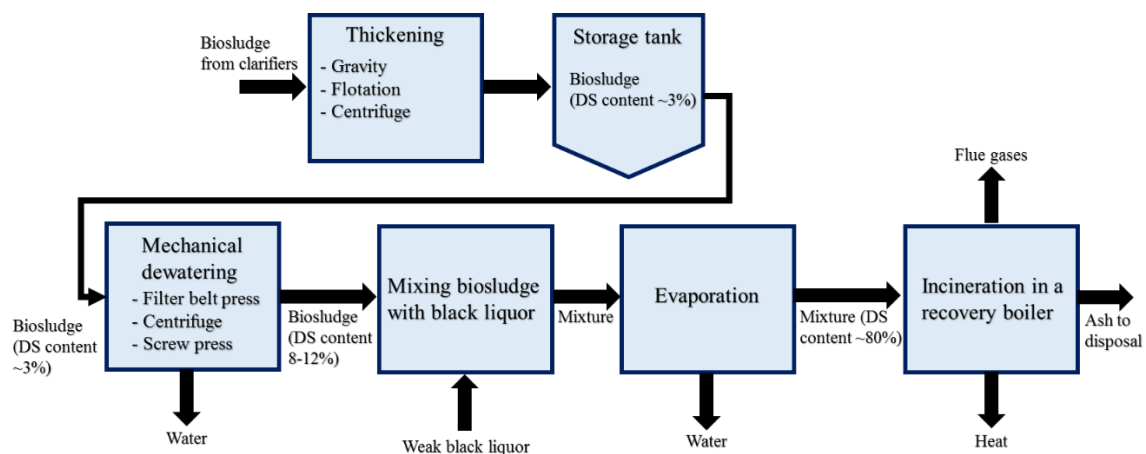 Biosludge
from clarifiers
Thickening
- Gravity
- Flotation
- Centrifuge
Storage tank
Biosludge
(DS content ~3%)
Flue gases
Biosludge
(DS content
~3%)
Mechanical
dewatering
- Filter belt press
- Centrifuge
- Screw press
Water
Biosludge
(DS content
8-12%)
Mixing biosludge
with black liquor
Weak black liquor
Mixture
Evaporation
Water
Mixture (DS
content ~80%)
Incineration in a
recovery boiler
Heat
Ash to
disposal